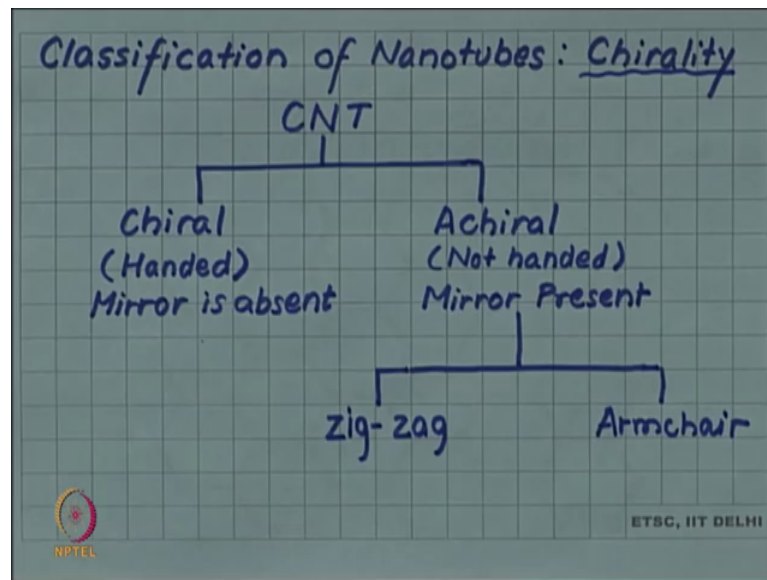 Classification of Nanotubes: Chirality
CNT
Chiral
(Handed)
Mirror is absent
Achiral
(Not handed)
Mirror Present
Zig-zag
Armchair
NPTEL
ETSC, IIT DELHI